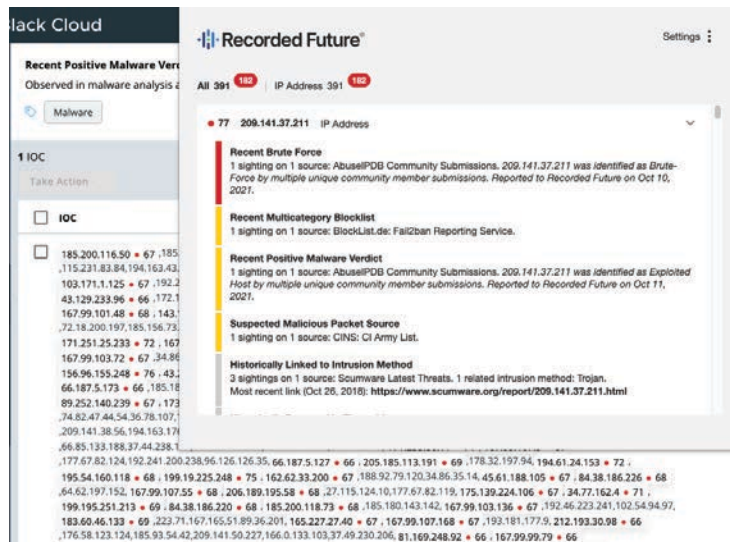 lack Cloud
Recorded Future®
Settings
Recent Positive Malware Ver
Observed in malware analysis a
Malware
1 IOC
Take Action
IOC
All 391 182 | IP Address 391 182
77 209.141.37.211 IP Address
Recent Brute Force
1 sighting on 1 source: AbuseIPDB Community Submissions. 209.141.37.211 was identified as Brute-
Force by multiple unique community member submissions. Reported to Recorded Future on Oct 10,
2021.
Recent Multicategory Blocklist
1 sighting on 1 source: BlockList.de: Fail2ban Reporting Service.
Recent Positive Malware Verdict
1 sighting on 1 source: AbuseIPDB Community Submissions. 209.141.37.211 was identified as Exploited
Host by multiple unique community member submissions. Reported to Recorded Future on Oct 11,
2021.
Suspected Malicious Packet Source
1 sighting on 1 source: CINS: CI Army List.
Historically Linked to Intrusion Method
3 sightings on 1 source: Scumware Latest Threats. 1 related intrusion method: Trojan.
Most recent link (Oct 26, 2018): https://www.scumware.org/report/209.141.37.211.html
185.200.116.50 • 67 ,185
,115.231.83.84,194.163.43.
103.171.1.125 • 67 ,192.2
43.129.233.96 • 66 ,172.1
167.99.101.48 • 68 , 143.
,72.18.200.197,185.156.73.
171.251.25.233 • 72 , 167
167.99.103.72 • 67 ,34.86
156.96.155.248 • 76 , 43.
66.187.5.173 • 66 ,185.18
89.252.140.239 • 67 , 173
,74.82.47.44,54.36.78.107,1
,209.141.38.56,194.163.176
,66.85.133.188,37.44.238.1
,177.67.82.124,192.241.200.238,96.126.126.35, 66.187.5.127 • 66 , 205.185.113.191 • 69 ,178.32.197.94, 194.61.24.153 • 72 ,
195.54.160.118 • 68 , 199.19.225.248 • 75 , 162.62.33.200 • 67 ,188.92.79.120,34.86.35.14, 45.61.188.105 • 67 , 84.38.186.226 • 68
,64.62.197.152, 167.99.107.55 • 68 , 206.189.195.58 • 68 ,27.115.124.10,177.67.82.119, 175.139.224.106 • 67 , 34.77.162.4 • 71 ,
199.195.251.213 • 69 , 84.38.186.220 • 68 , 185.200.118.73 • 68 ,185.180.143.142, 167.99.103.136 • 67 ,192.46.223.241,102.54.94.97,
183.60.46.133 • 69 ,223.71.167.165,51.89.36.201, 165.227.27.40 • 67 , 167.99.107.168 • 67 ,193.181.177.9, 212.193.30.98 • 66
,176.58.123.124,185.93.54.42,209.141.50.227,166.0.133.103,37.49.230.206, 81.169.248.92 • 66 , 167.99.99.79 • 66